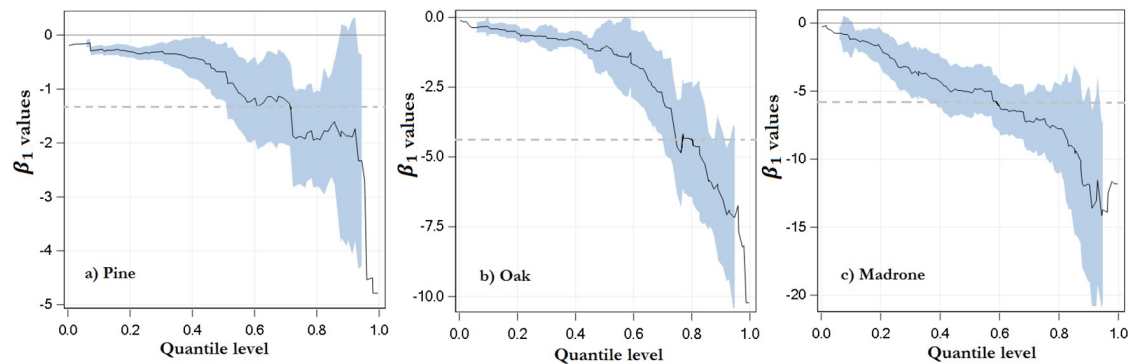 0
-1
-2
-3
-4
-5
β1 values
a) Pine
0.0 0.2 0.4 0.6 0.8 1.0
Quantile level
0.0
-2.5
-5.0
-7.5
-10.0
β1 values
b) Oak
0.0 0.2 0.4 0.6 0.8 1.0
Quantile level
0
-5
-10
-15
-20
β1 values
c) Madrone
0.0 0.2 0.4 0.6 0.8 1.0
Quantile level